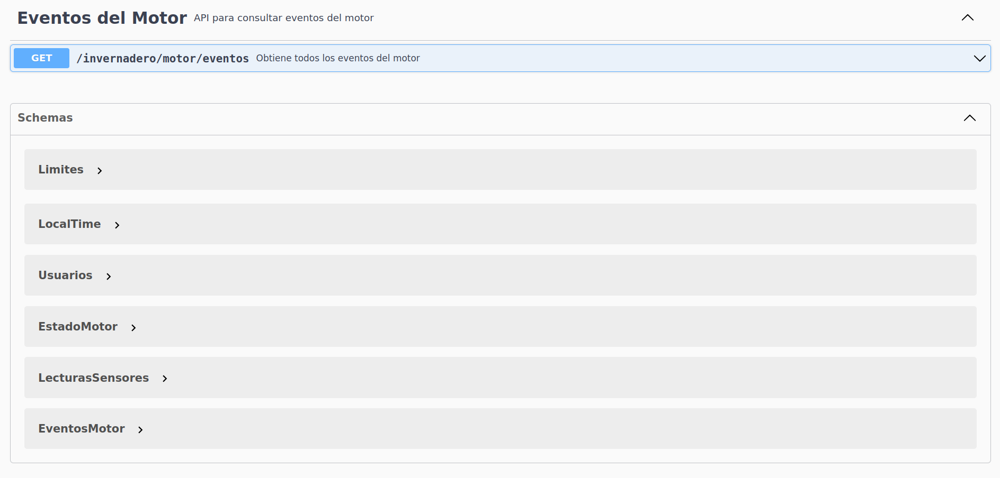 Eventos del Motor API para consultar eventos del motor
GET /invernadero/motor/eventos Obtiene todos los eventos del motor
Schemas
Limites
LocalTime
Usuarios
EstadoMotor
LecturasSensores
EventosMotor